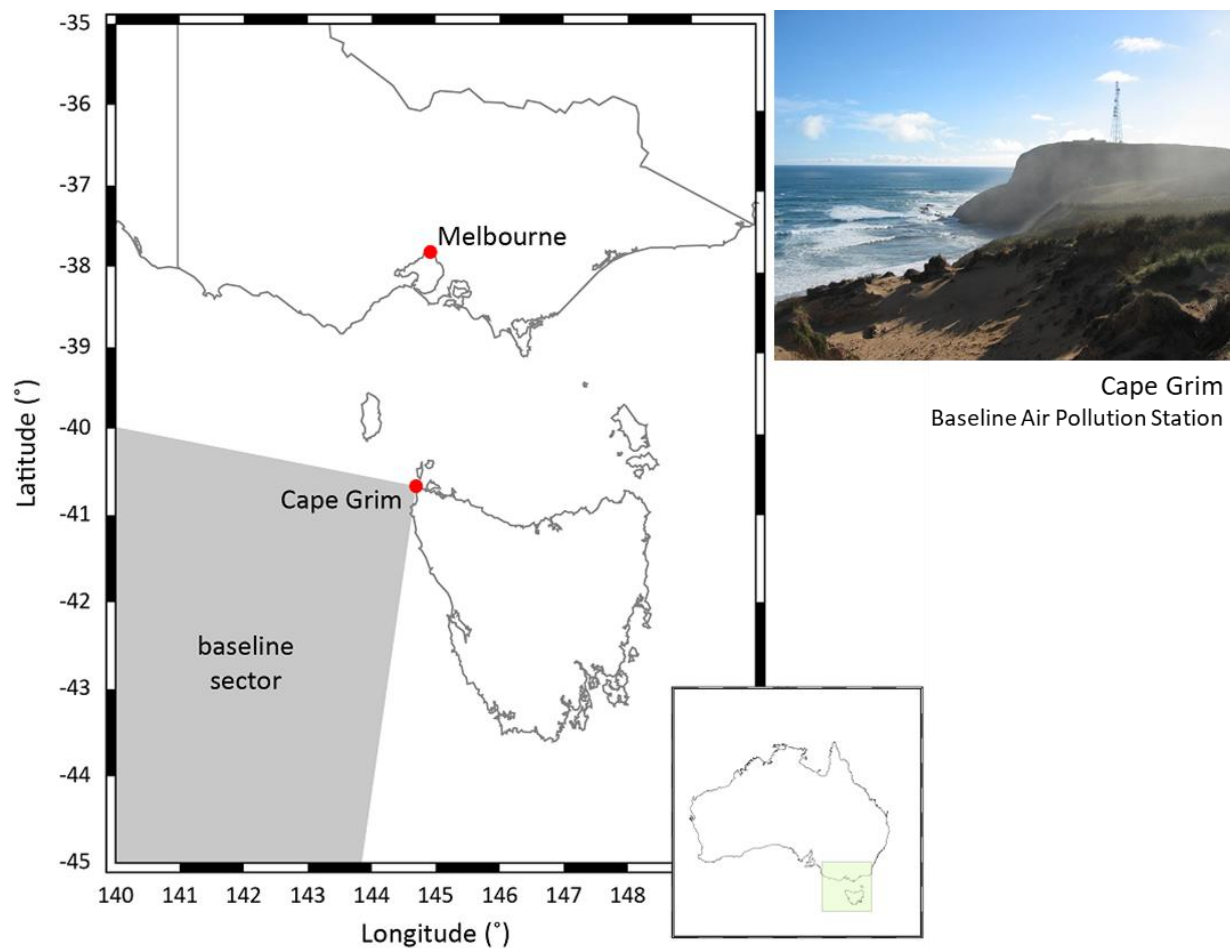 -35
-36
-37
-38
-39
-40
-41
-42
-43
-44
-45
Latitude (˚)
140
141
142
143
144
145
146
147
148
Longitude (˚)
Melbourne
Cape Grim
baseline
sector
Cape Grim
Baseline Air Pollution Station